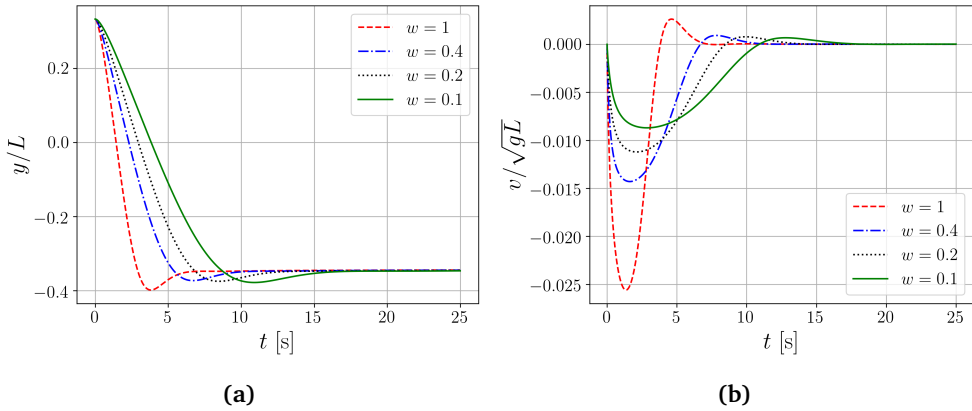 0.2
0.0
−0.2
−0.4
y/L
0 5 10 15 20 25
t [s]
w = 1
w = 0.4
w = 0.2
w = 0.1
(a)
0.000
−0.005
−0.010
−0.015
−0.020
−0.025
v/√gL
0 5 10 15 20 25
t [s]
w = 1
w = 0.4
w = 0.2
w = 0.1
(b)